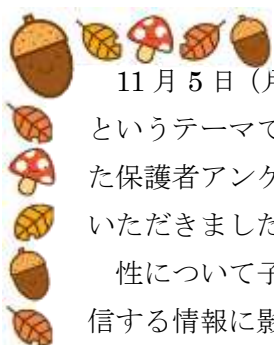 11月5日（月
というテーマで
た保護者アンケ
いただきました
性について子
信する情報に影